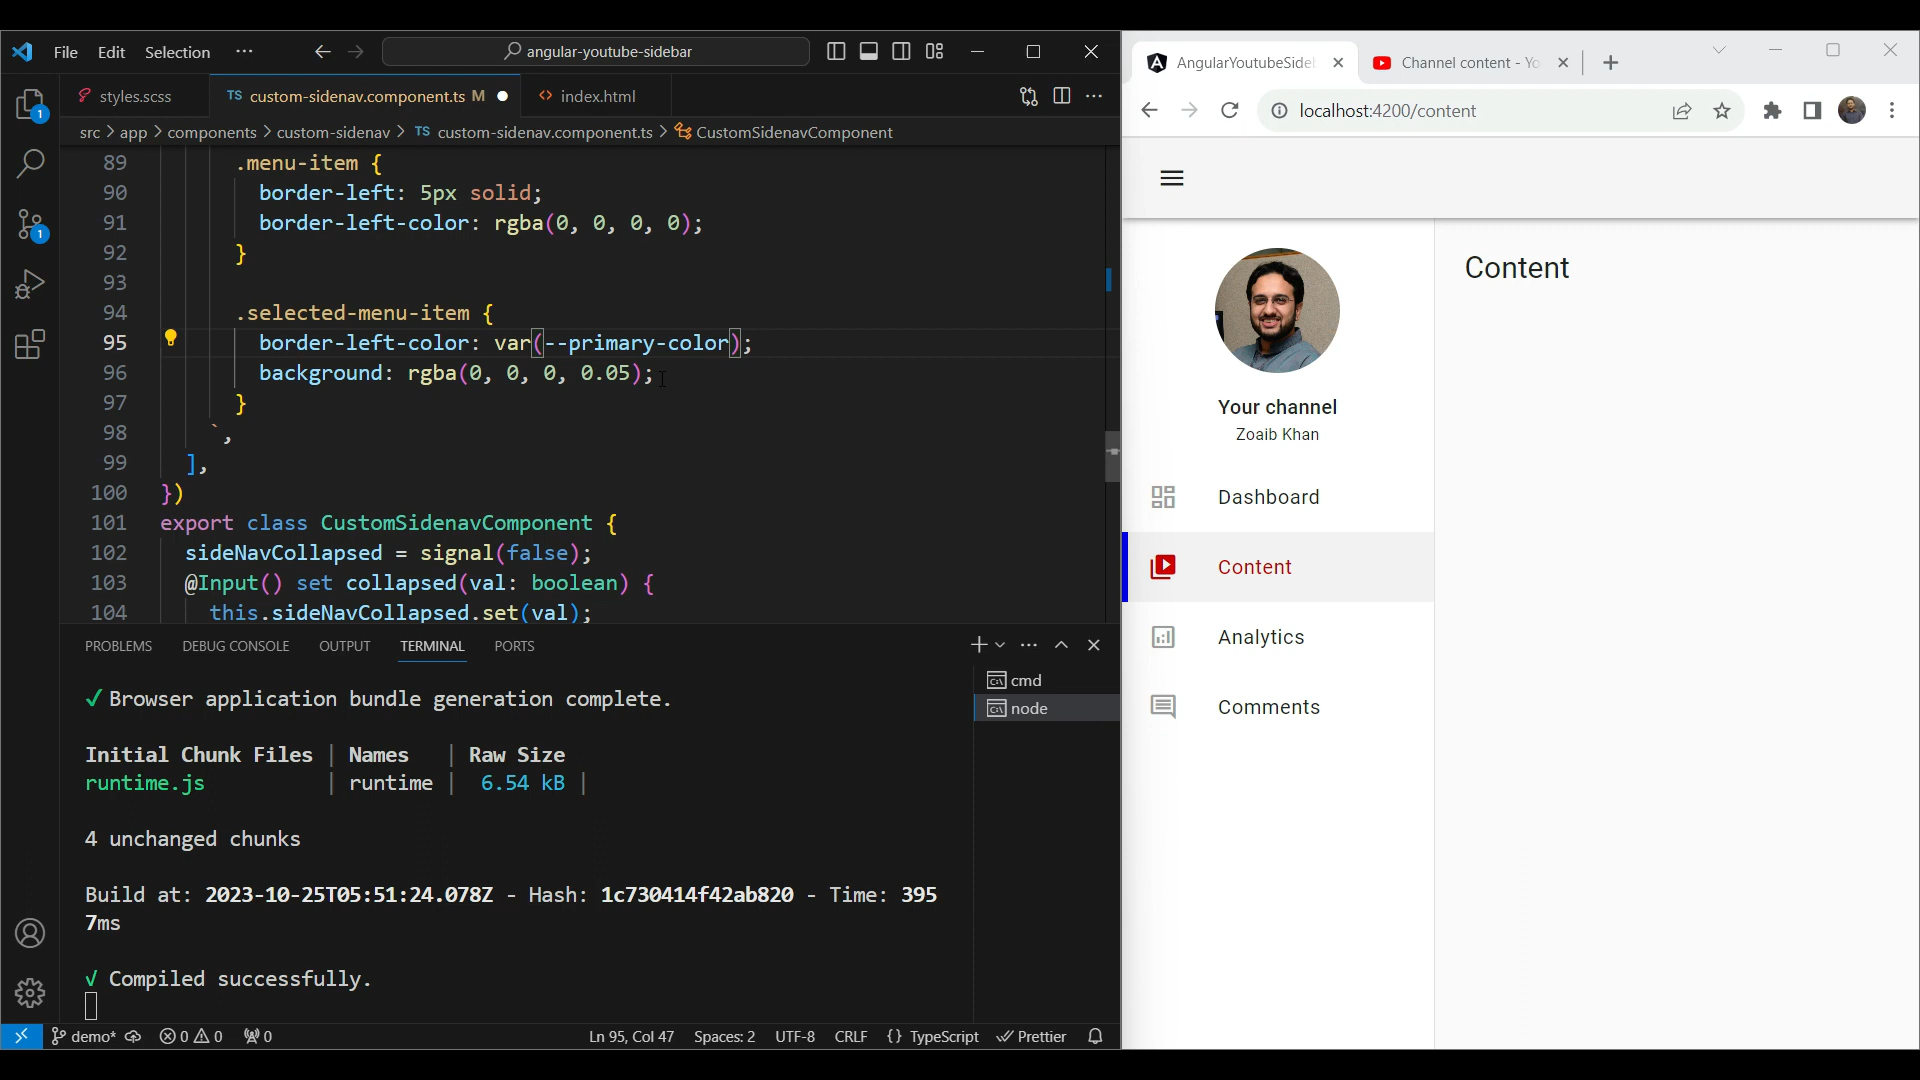 File Edit Selection ··· angular-youtube-sidebar
styles.scss TS custom-sidenav.component.ts M index.html
src > app > components > custom-sidenav > TS custom-sidenav.component.ts > CustomSidenavComponent
89 .menu-item {
90 border-left: 5px solid;
91 border-left-color: rgba(0, 0, 0, 0);
92 }
93
94 .selected-menu-item {
95 border-left-color: var(--primary-color);
96 background: rgba(0, 0, 0, 0.05);
97 }
98 `,
99 ],
100 })
101 export class CustomSidenavComponent {
102 sideNavCollapsed = signal(false);
103 @Input() set collapsed(val: boolean) {
104 this.sideNavCollapsed.set(val);
PROBLEMS DEBUG CONSOLE OUTPUT TERMINAL PORTS
✓ Browser application bundle generation complete.
Initial Chunk Files | Names | Raw Size
runtime.js | runtime | 6.54 kB |
4 unchanged chunks
Build at: 2023-10-25T05:51:24.078Z - Hash: 1c730414f42ab820 - Time: 395
7ms
√ Compiled successfully.
cmd
node
demo* 0 0 0 Ln 95, Col 47 Spaces: 2 UTF-8 CRLF {} TypeScript Prettier
1
1
AngularYoutubeSide Channel content - Yo
localhost:4200/content
Content
Your channel
Zoaib Khan
Dashboard
Content
Analytics
Comments